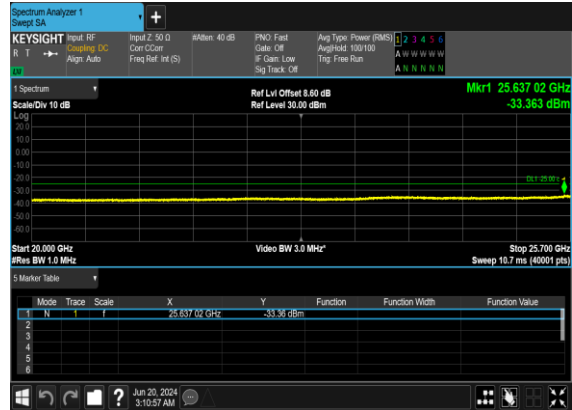 Spectrum Analyzer 1
Swept SA
+
KEYSIGHT Input: RF Input Z: 50 Ω #Atten: 40 dB PNO: Fast Avg Type: Power (RMS) 1 2 3 4 5 6
R T Coupling: DC Corr CCorr Gate: Off Avg|Hold: 100/100 A W W W W W
Align: Auto Freq Ref: Int (S) IF Gain: Low Trig: Free Run
Sig Track: Off A N N N N N
1 Spectrum Ref Lvl Offset 8.60 dB Mkr1 25.637 02 GHz
Scale/Div 10 dB Ref Level 30.00 dBm -33.363 dBm
Log
20.0
10.0
0.00
-10.0
-20.0
DL1 -25.00
-30.0
-40.0
-50.0
-60.0
Start 20.000 GHz Video BW 3.0 MHz* Stop 25.700 GHz
#Res BW 1.0 MHz Sweep 10.7 ms (40001 pts)
5 Marker Table
Mode Trace Scale X Y Function Function Width Function Value
1 N 1 f 25.637 02 GHz -33.36 dBm
2
3
4
5
6
? Jun 20, 2024
3:10:57 AM